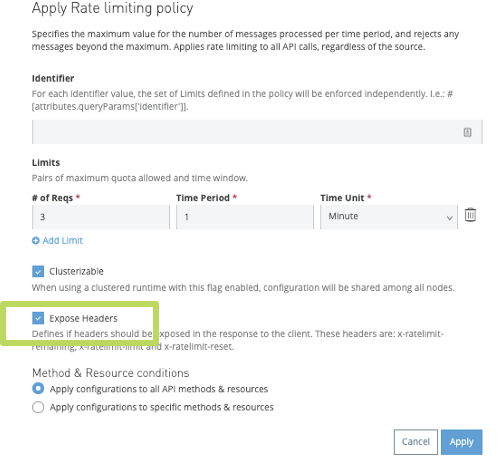 Apply Rate limiting policy
Specifies the maximum value for the number of messages processed per time period, and rejects any
messages beyond the maximum. Applies rate limiting to all API calls, regardless of the source.
Identifier
For each identifier value, the set of Limits defined in the policy will be enforced independently. I.e.: #
[attributes.queryParams['identifier']].
Limits
Pairs of maximum quota allowed and time window.
# of Reqs * Time Period * Time Unit *
3 1 Minute
Add Limit
Clusterizable
When using a clustered runtime with this flag enabled, configuration will be shared among all nodes.
Expose Headers
Defines if headers should be exposed in the response to the client. These headers are: x-ratelimit-
remaining, x-ratelimit-limit and x-ratelimit-reset.
Method & Resource conditions
Apply configurations to all API methods & resources
Apply configurations to specific methods & resources
Cancel Apply